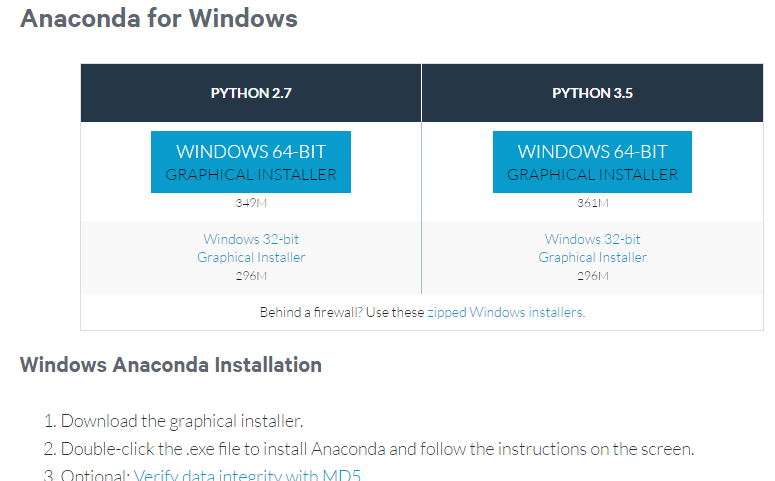 Anaconda for Windows
PYTHON 2.7
PYTHON 3.5
WINDOWS 64-BIT
GRAPHICAL INSTALLER
349M
WINDOWS 64-BIT
GRAPHICAL INSTALLER
361M
Windows 32-bit
Graphical Installer
296M
Windows 32-bit
Graphical Installer
296M
Behind a firewall? Use these zipped Windows installers.
Windows Anaconda Installation
1. Download the graphical installer.
2. Double-click the .exe file to install Anaconda and follow the instructions on the screen.
3. Optional: Verify data integrity with MD5